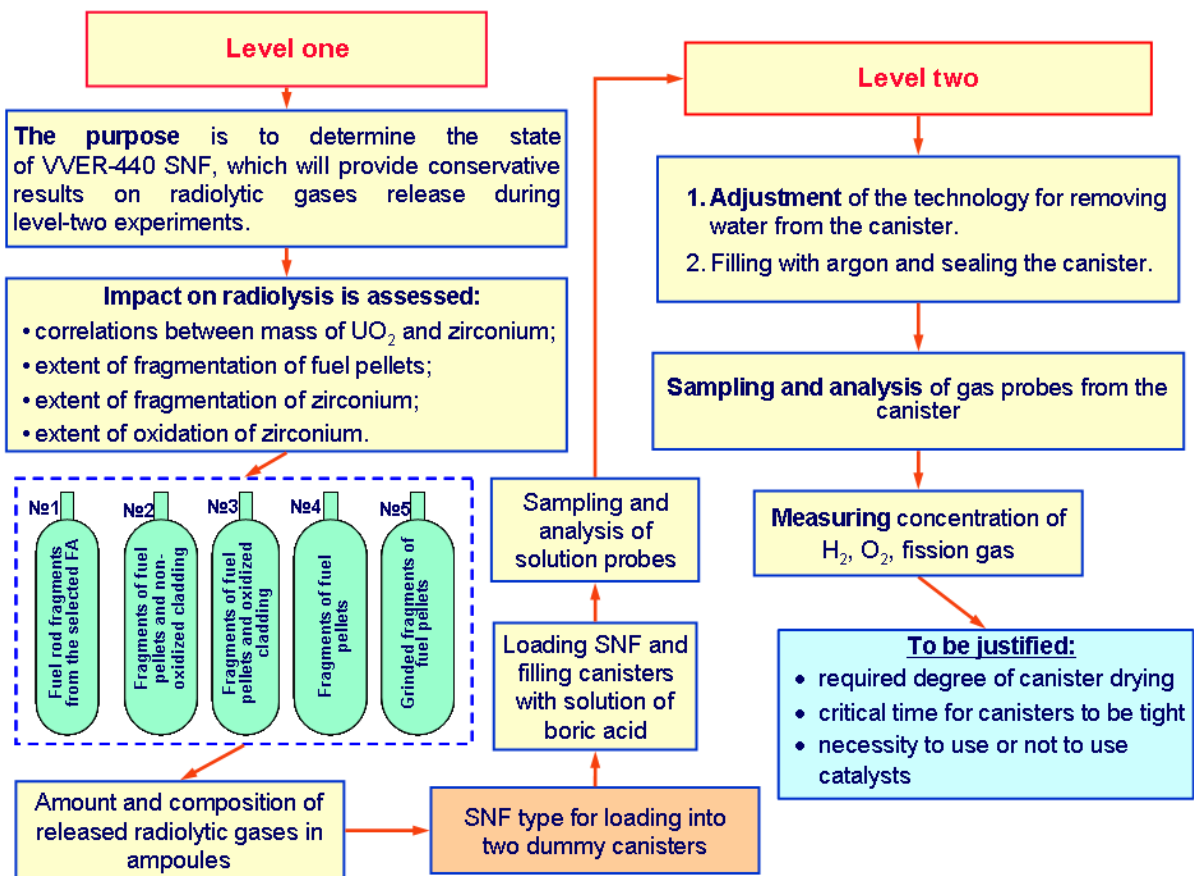 Level one
The purpose is to determine the state
of VVER-440 SNF, which will provide conservative
results on radiolytic gases release during
level-two experiments.
Impact on radiolysis is assessed:
• correlations between mass of UO₂ and zirconium;
• extent of fragmentation of fuel pellets;
• extent of fragmentation of zirconium;
• extent of oxidation of zirconium.
№1
Fuel rod fragments
from the selected FA
№2
Fragments of fuel
pellets and non-
oxidized cladding
№3
Fragments of fuel
pellets and oxidized
cladding
№4
Fragments of fuel
pellets
№5
Grinded fragments of
fuel pellets
Amount and composition of
released radiolytic gases in
ampoules
SNF type for loading into
two dummy canisters
Loading SNF and
filling canisters
with solution of
boric acid
Sampling and
analysis of
solution probes
Level two
1. Adjustment of the technology for removing
water from the canister.
2. Filling with argon and sealing the canister.
Sampling and analysis of gas probes from the
canister
Measuring concentration of
H₂, O₂, fission gas
To be justified:
• required degree of canister drying
• critical time for canisters to be tight
• necessity to use or not to use
catalysts